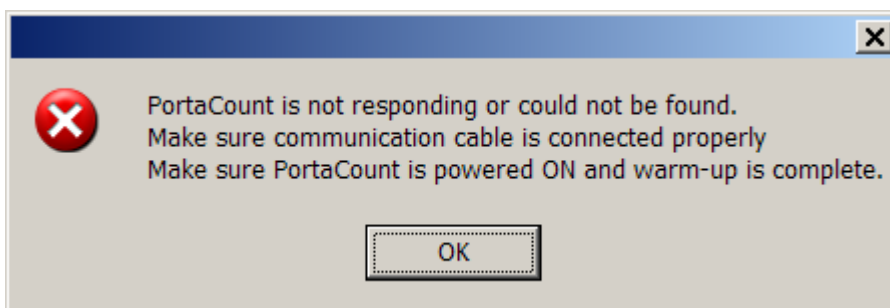 PortaCount is not responding or could not be found.
Make sure communication cable is connected properly
Make sure PortaCount is powered ON and warm-up is complete.
OK